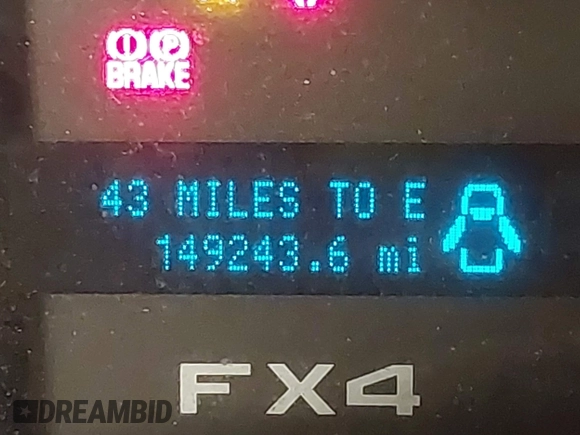 P
BRAKE
43 MILES TO E
149243.6 mi
FX4
DREAMBID